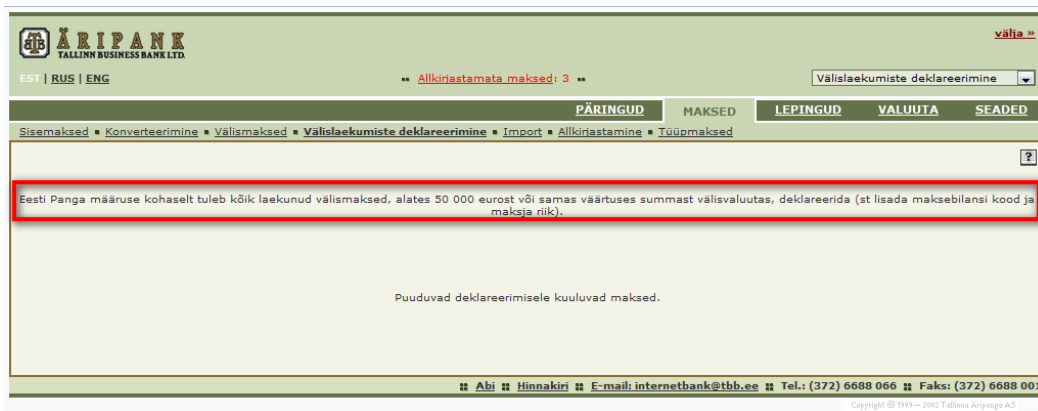 ÄRIPANK
TALLINN BUSINESS BANK LTD.
välja »
EST | RUS | ENG
Allkirjastamata maksed: 3
Välislaekumiste deklareerimine
PÄRINGUD MAKSED LEPINGUD VALUUTA SEADED
Sisemaksed ▪ Konverteerimine ▪ Välismaksed ▪ Välislaekumiste deklareerimine ▪ Import ▪ Allkirjastamine ▪ Tüüpmaksed
?
Eesti Panga määruse kohaselt tuleb kõik laekunud välismaksed, alates 50 000 eurost või samas väärtuses summast välisvaluutas, deklareerida (st lisada maksebilansi kood ja
maksja riik).
Puuduvad deklareerimisele kuuluvad maksed.
Abi Hinnakiri E-mail: internetbank@tbb.ee Tel.: (372) 6688 066 Faks: (372) 6688 001
Copyright © 1999 — 2002 Tallinna Äripanga AS